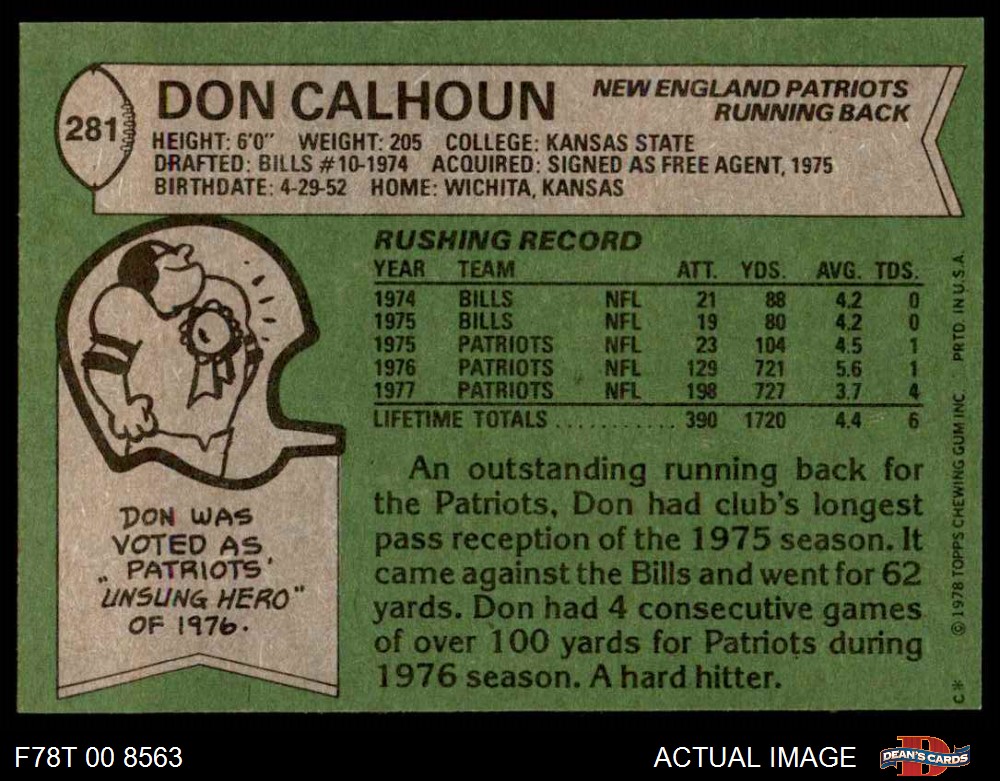 281
DON CALHOUN
NEW ENGLAND PATRIOTS
RUNNING BACK
HEIGHT: 6'0" WEIGHT: 205 COLLEGE: KANSAS STATE
DRAFTED: BILLS #10-1974 ACQUIRED: SIGNED AS FREE AGENT, 1975
BIRTHDATE: 4-29-52 HOME: WICHITA, KANSAS
RUSHING RECORD
YEAR TEAM ATT. YDS. AVG. TDS.
1974 BILLS NFL 21 88 4.2 0
1975 BILLS NFL 19 80 4.2 0
1975 PATRIOTS NFL 23 104 4.5 1
1976 PATRIOTS NFL 129 721 5.6 1
1977 PATRIOTS NFL 198 727 3.7 4
LIFETIME TOTALS ........... 390 1720 4.4 6
An outstanding running back for
the Patriots, Don had club's longest
pass reception of the 1975 season. It
came against the Bills and went for 62
yards. Don had 4 consecutive games
of over 100 yards for Patriots during
1976 season. A hard hitter.
DON WAS
VOTED AS
PATRIOTS'
"UNSUNG HERO"
OF 1976.
C* © 1978 TOPPS CHEWING GUM INC. PRTD. IN U.S.A.
F78T 00 8563
ACTUAL IMAGE
DEAN'S CARDS